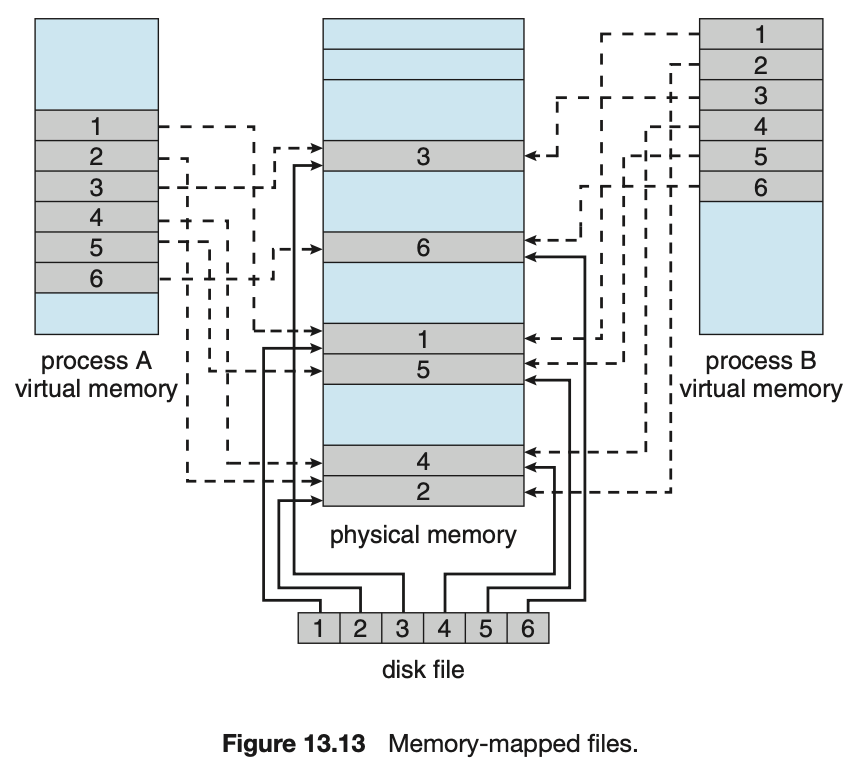 1
2
3
4
5
6
process A
virtual memory
3
6
1
5
4
2
physical memory
1
2
3
4
5
6
process B
virtual memory
1 2 3 4 5 6
disk file
Figure 13.13 Memory-mapped files.